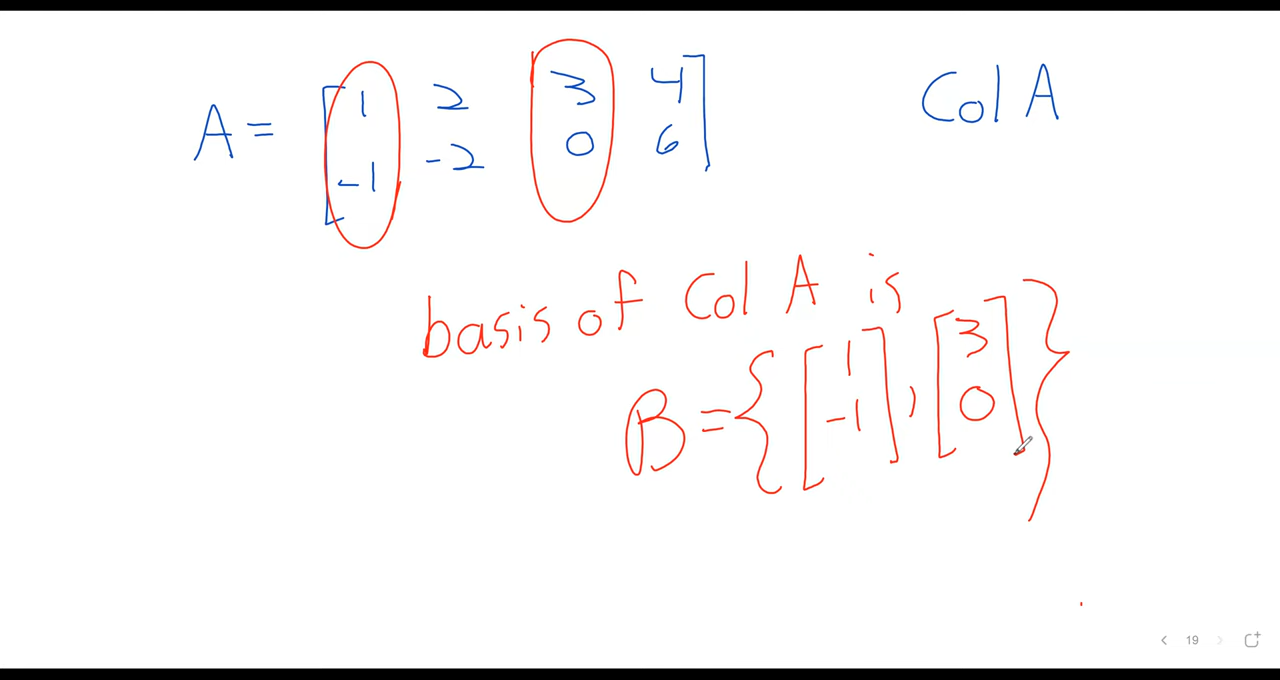 A = [ 1 2 3 4
-1 -2 0 6 ]
Col A
basis of Col A is
B = { [ 1
-1 ] , [ 3
0 ] }
19